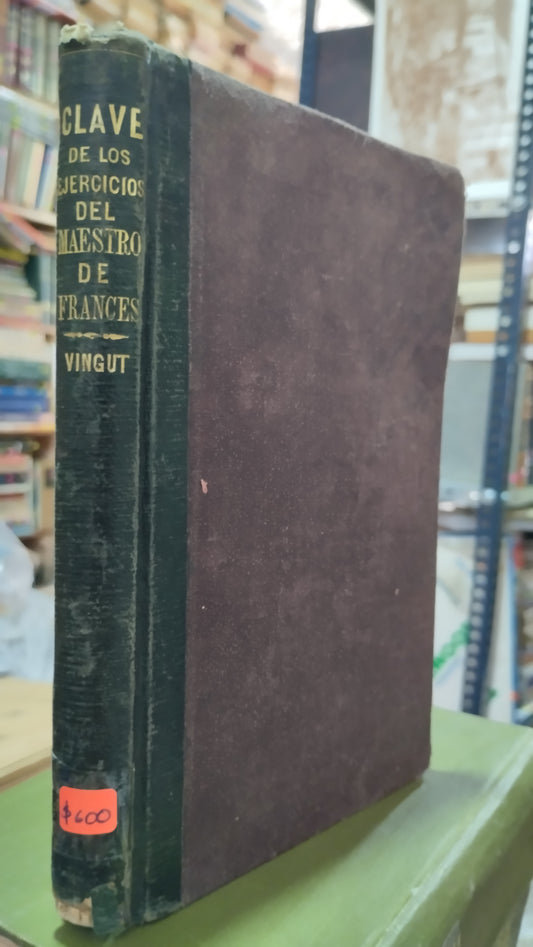 CLAVE
DE LOS
EJERCICIOS
DEL
MAESTRO
DE
FRANCES
VINGUT
$600